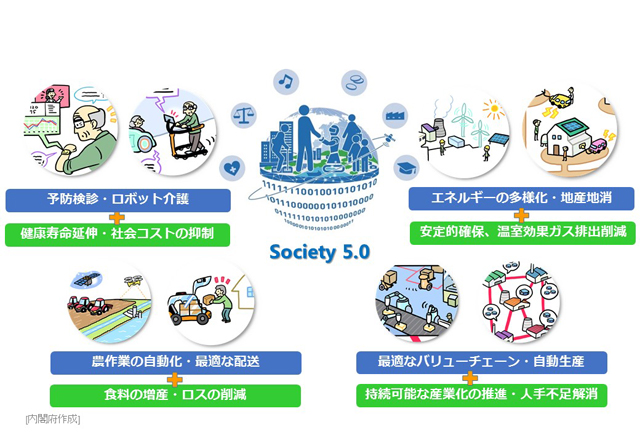 予防検診・ロボット介護
健康寿命延伸・社会コストの抑制
エネルギーの多様化・地産地消
安定的確保、温室効果ガス排出削減
Society 5.0
農作業の自動化・最適な配送
食料の増産・ロスの削減
最適なバリューチェーン・自動生産
持続可能な産業化の推進・人手不足解消
[内閣府作成]